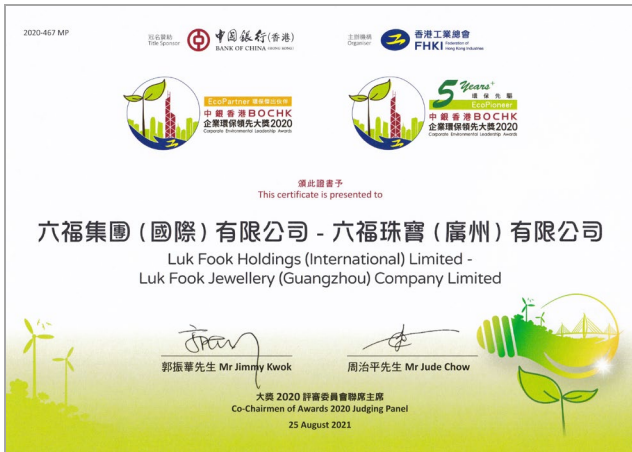 2020-467 MP
冠名贊助
Title Sponsor
中國銀行(香港)
BANK OF CHINA (HONG KONG)
主辦機構
Organiser
香港工業總會
FHKI Federation of
Hong Kong Industries
EcoPartner 環保傑出伙伴
中銀香港BOCHK
企業環保領先大獎2020
Corporate Environmental Leadership Awards
5 Years+
環保先驅
EcoPioneer
中銀香港BOCHK
企業環保領先大獎2020
Corporate Environmental Leadership Awards
頒此證書予
This certificate is presented to
六福集團(國際)有限公司 - 六福珠寶(廣州)有限公司
Luk Fook Holdings (International) Limited -
Luk Fook Jewellery (Guangzhou) Company Limited
郭振華先生 Mr Jimmy Kwok
周治平先生 Mr Jude Chow
大獎 2020 評審委員會聯席主席
Co-Chairmen of Awards 2020 Judging Panel
25 August 2021